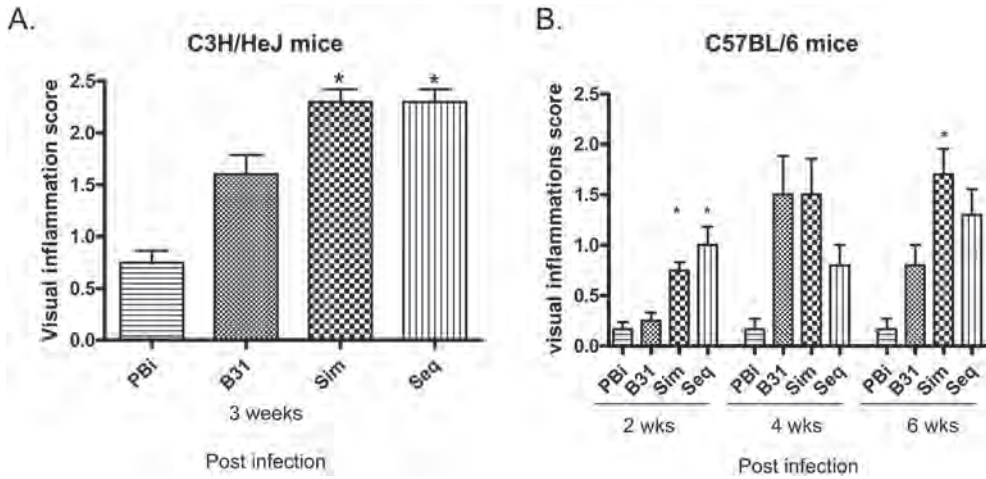 A.
C3H/HeJ mice
Visual inflammation score
2.5
2.0
1.5
1.0
0.5
0.0
* *
PBi B31 Sim Seq
3 weeks
Post infection
B.
C57BL/6 mice
visual inflammations score
2.5
2.0
1.5
1.0
0.5
0.0
* * *
PBi B31 Sim Seq PBi B31 Sim Seq PBi B31 Sim Seq
2 wks 4 wks 6 wks
Post infection